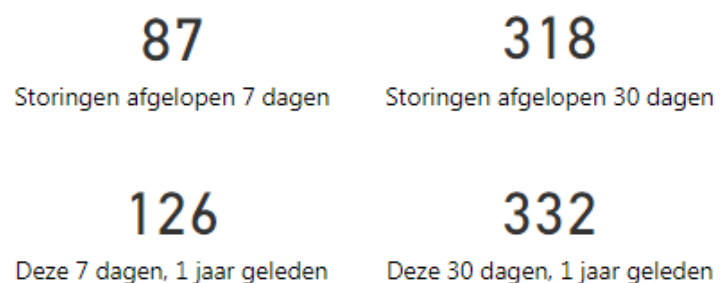 87
Storingen afgelopen 7 dagen
318
Storingen afgelopen 30 dagen
126
Deze 7 dagen, 1 jaar geleden
332
Deze 30 dagen, 1 jaar geleden